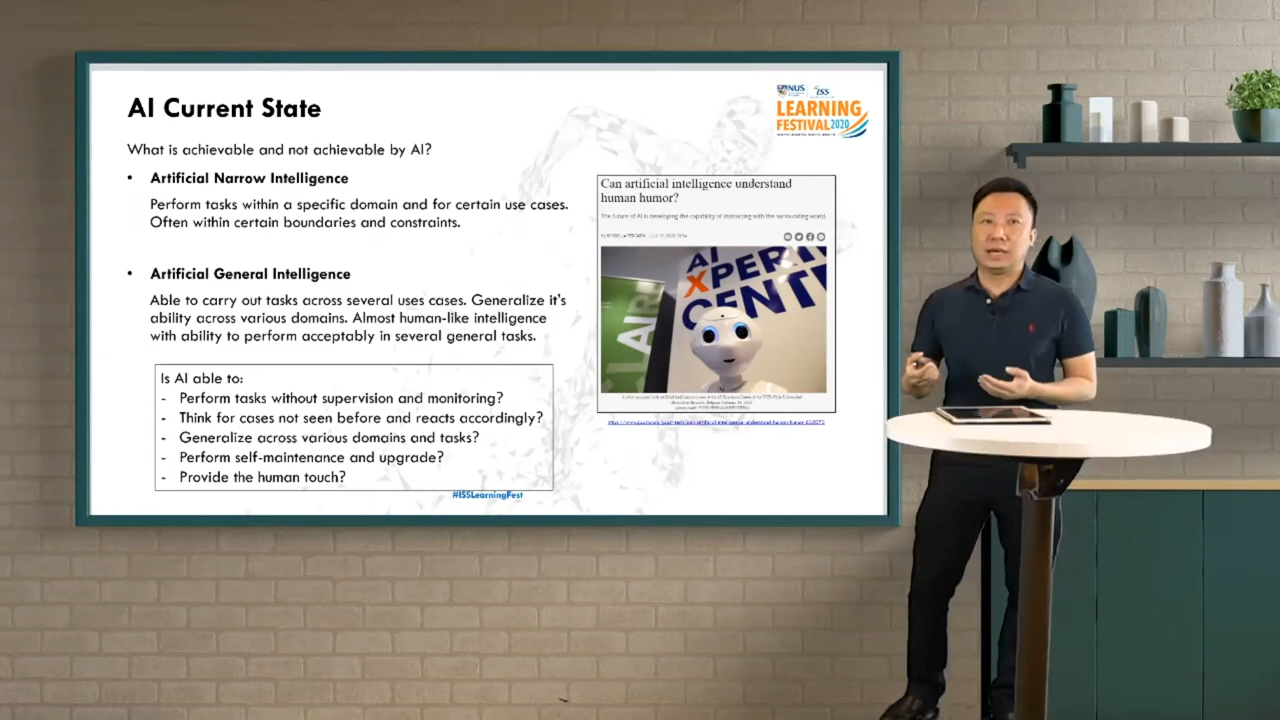 AI Current State
NUS
ISS
LEARNING
FESTIVAL 2020
What is achievable and not achievable by AI?
• Artificial Narrow Intelligence
Perform tasks within a specific domain and for certain use cases.
Often within certain boundaries and constraints.
• Artificial General Intelligence
Able to carry out tasks across several uses cases. Generalize it's
ability across various domains. Almost human-like intelligence
with ability to perform acceptably in several general tasks.
Is AI able to:
- Perform tasks without supervision and monitoring?
- Think for cases not seen before and reacts accordingly?
- Generalize across various domains and tasks?
- Perform self-maintenance and upgrade?
- Provide the human touch?
#ISSLearningFest
Can artificial intelligence understand
human humor?
The future of AI is developing the capability of interacting with the surrounding world.
AI
XPERI
CENT